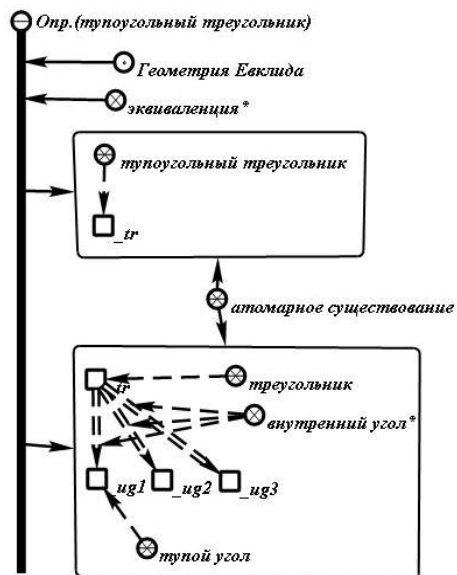 Опр.(тупоугольный треугольник)
Геометрия Евклида
эквиваленция*
тупоугольный треугольник
_tr
атомарное существование
_tr
треугольник
внутренний угол*
_ug1
_ug2
_ug3
тупой угол